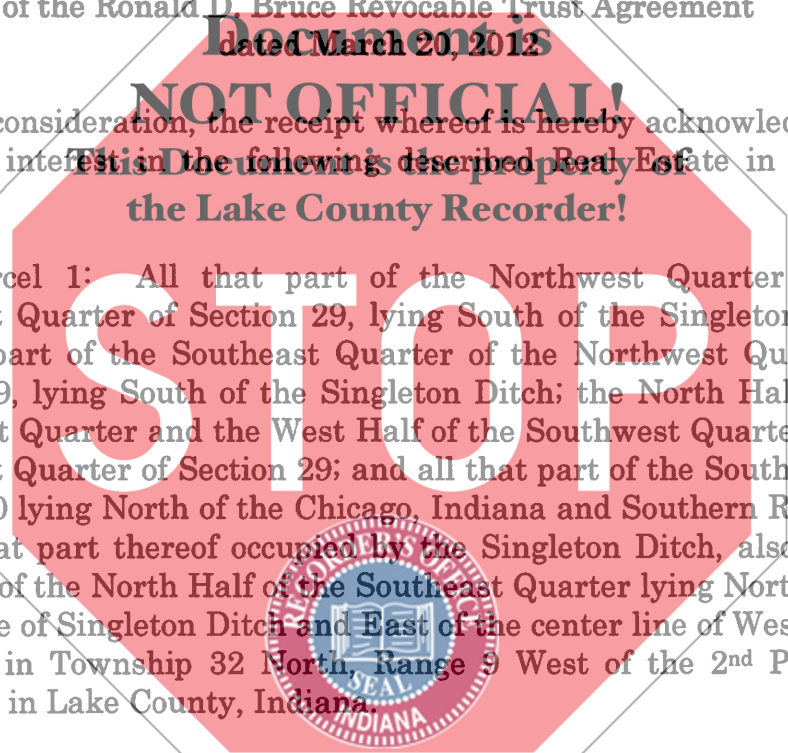 of the Ronald D. Bruce Revocable Trust Agreement
Document is
dated March 20, 2012
NOT OFFICIAL!
consideration, the receipt whereof is hereby acknowled
interest in the following described Real Estate in
This Document is the property of
the Lake County Recorder!
STOP
rcel 1: All that part of the Northwest Quarter
t Quarter of Section 29, lying South of the Singleton
part of the Southeast Quarter of the Northwest Qu
9, lying South of the Singleton Ditch; the North Hal
t Quarter and the West Half of the Southwest Quarte
t Quarter of Section 29; and all that part of the South
0 lying North of the Chicago, Indiana and Southern R
at part thereof occupied by the Singleton Ditch, also
of the North Half of the Southeast Quarter lying Nort
e of Singleton Ditch and East of the center line of Wes
in Township 32 North, Range 9 West of the 2nd P
in Lake County, Indiana.
RECORDER'S OFFICE
SEAL
INDIANA